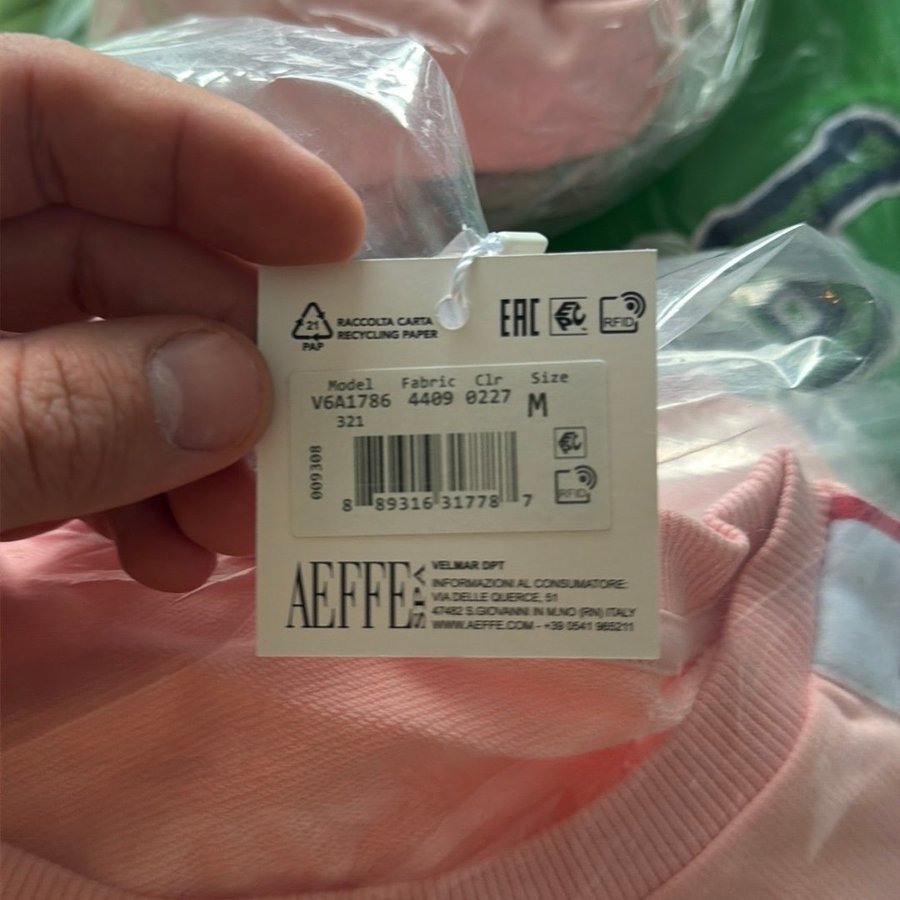 21
PAP
RACCOLTA CARTA
RECYCLING PAPER
EAC
RFID
Model Fabric Clr Size
V6A1786 4409 0227 M
321
009308
8 89316 31778 7
RFID
AEFFE SPA
VELMAR DPT
INFORMAZIONI AL CONSUMATORE:
VIA DELLE QUERCE, 51
47482 S.GIOVANNI IN M.NO (RN) ITALY
WWW.AEFFE.COM - +39 0541 965211